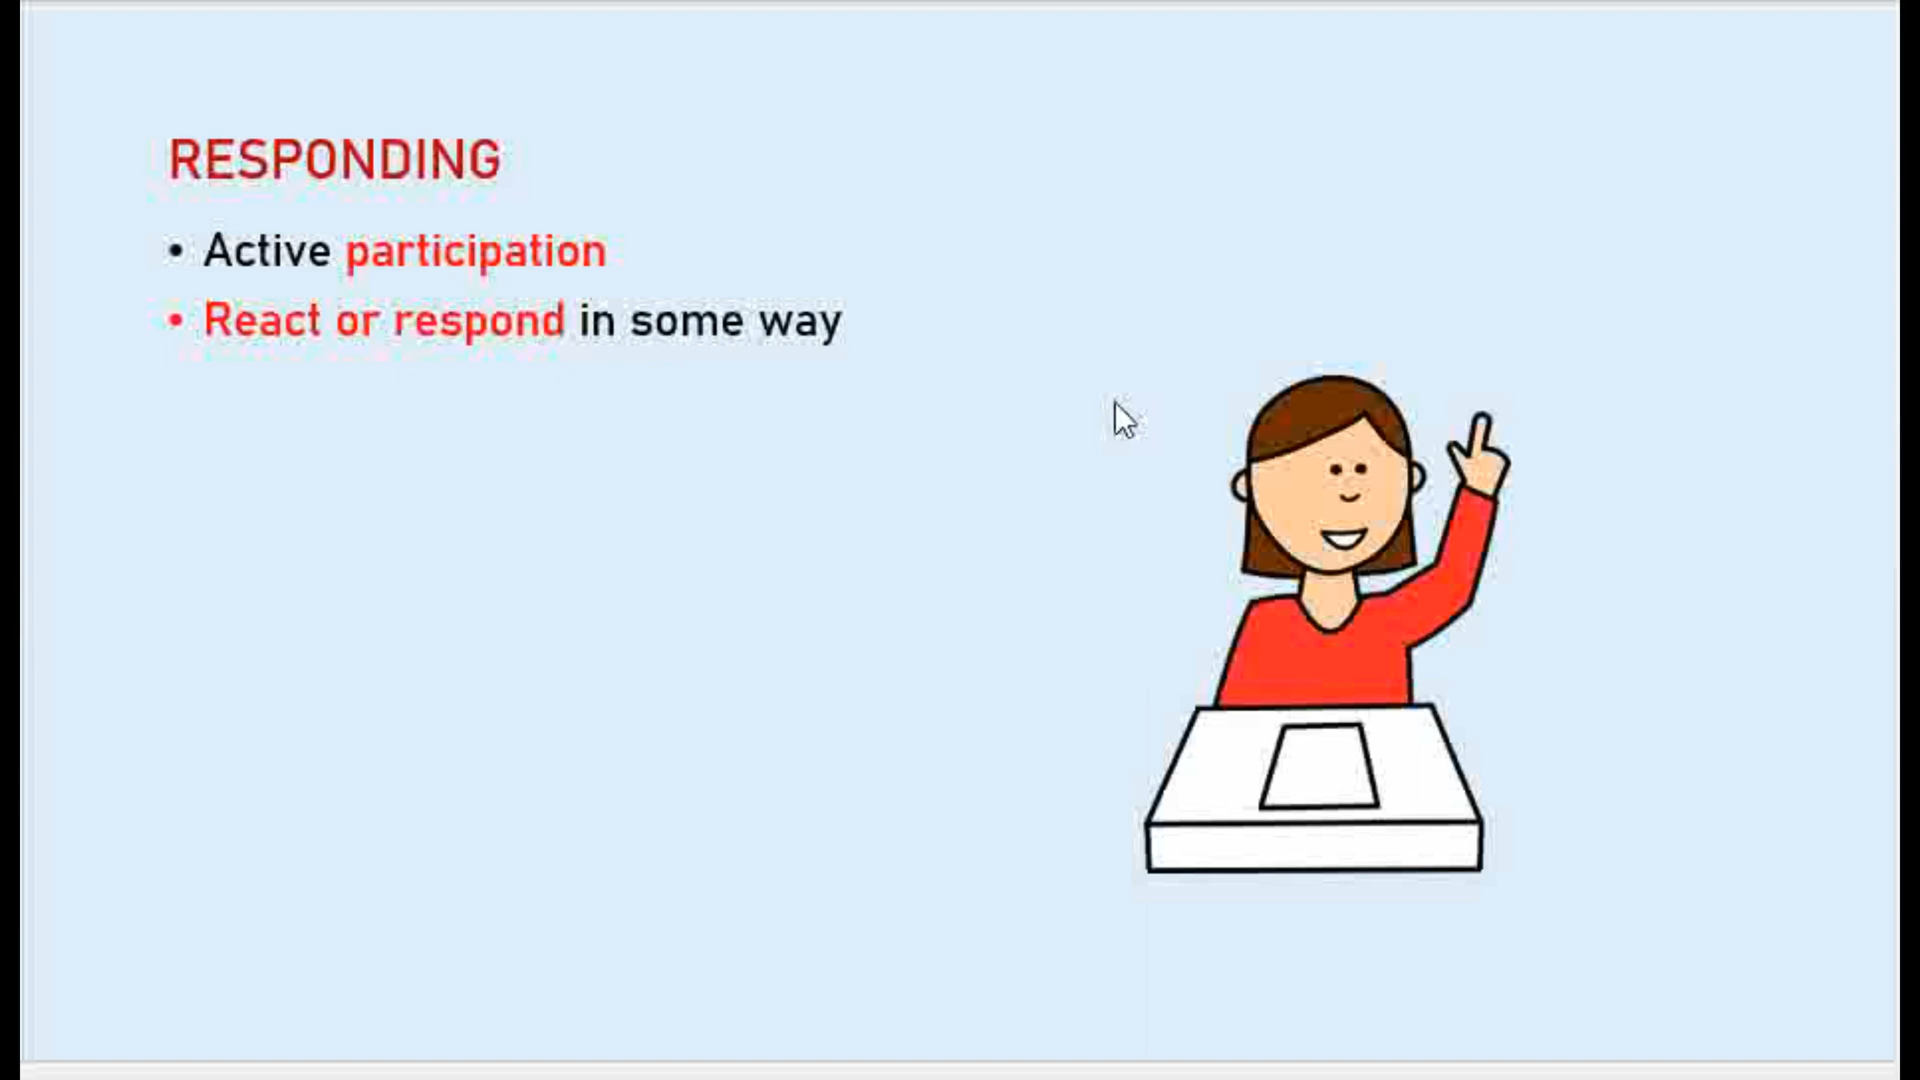 RESPONDING
• Active participation
• React or respond in some way